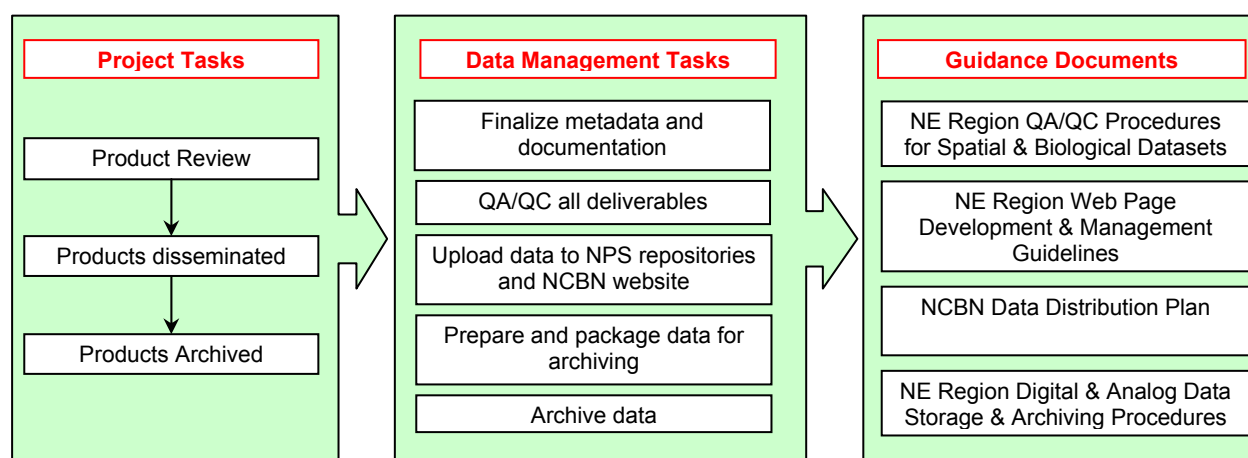 Project Tasks
Product Review
Products disseminated
Products Archived
Data Management Tasks
Finalize metadata and
documentation
QA/QC all deliverables
Upload data to NPS repositories
and NCBN website
Prepare and package data for
archiving
Archive data
Guidance Documents
NE Region QA/QC Procedures
for Spatial & Biological Datasets
NE Region Web Page
Development & Management
Guidelines
NCBN Data Distribution Plan
NE Region Digital & Analog Data
Storage & Archiving Procedures